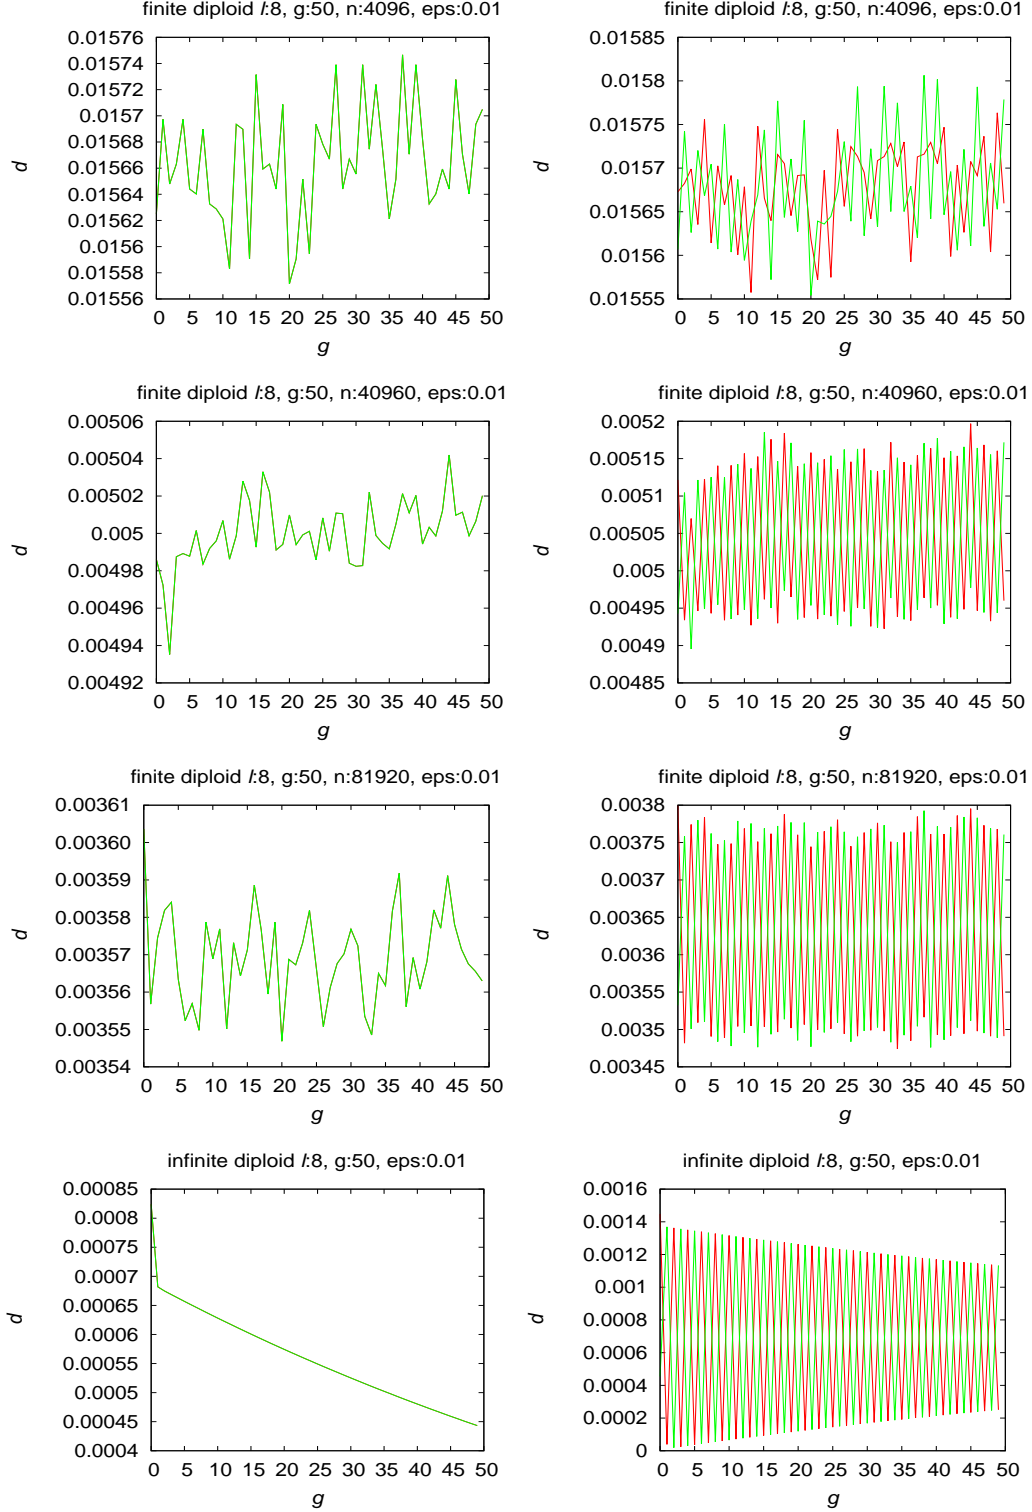 finite diploid l:8, g:50, n:4096, eps:0.01
0.01576
0.01574
0.01572
0.0157
0.01568
0.01566
0.01564
0.01562
0.0156
0.01558
0.01556
d
0 5 10 15 20 25 30 35 40 45 50
g
finite diploid l:8, g:50, n:4096, eps:0.01
0.01585
0.0158
0.01575
0.0157
0.01565
0.0156
0.01555
d
0 5 10 15 20 25 30 35 40 45 50
g
finite diploid l:8, g:50, n:40960, eps:0.01
0.00506
0.00504
0.00502
0.005
0.00498
0.00496
0.00494
0.00492
d
0 5 10 15 20 25 30 35 40 45 50
g
finite diploid l:8, g:50, n:40960, eps:0.01
0.0052
0.00515
0.0051
0.00505
0.005
0.00495
0.0049
0.00485
d
0 5 10 15 20 25 30 35 40 45 50
g
finite diploid l:8, g:50, n:81920, eps:0.01
0.00361
0.00360
0.00359
0.00358
0.00357
0.00356
0.00355
0.00354
d
0 5 10 15 20 25 30 35 40 45 50
g
finite diploid l:8, g:50, n:81920, eps:0.01
0.0038
0.00375
0.0037
0.00365
0.0036
0.00355
0.0035
0.00345
d
0 5 10 15 20 25 30 35 40 45 50
g
infinite diploid l:8, g:50, eps:0.01
0.00085
0.0008
0.00075
0.0007
0.00065
0.0006
0.00055
0.0005
0.00045
0.0004
d
0 5 10 15 20 25 30 35 40 45 50
g
infinite diploid l:8, g:50, eps:0.01
0.0016
0.0014
0.0012
0.001
0.0008
0.0006
0.0004
0.0002
0
d
0 5 10 15 20 25 30 35 40 45 50
g